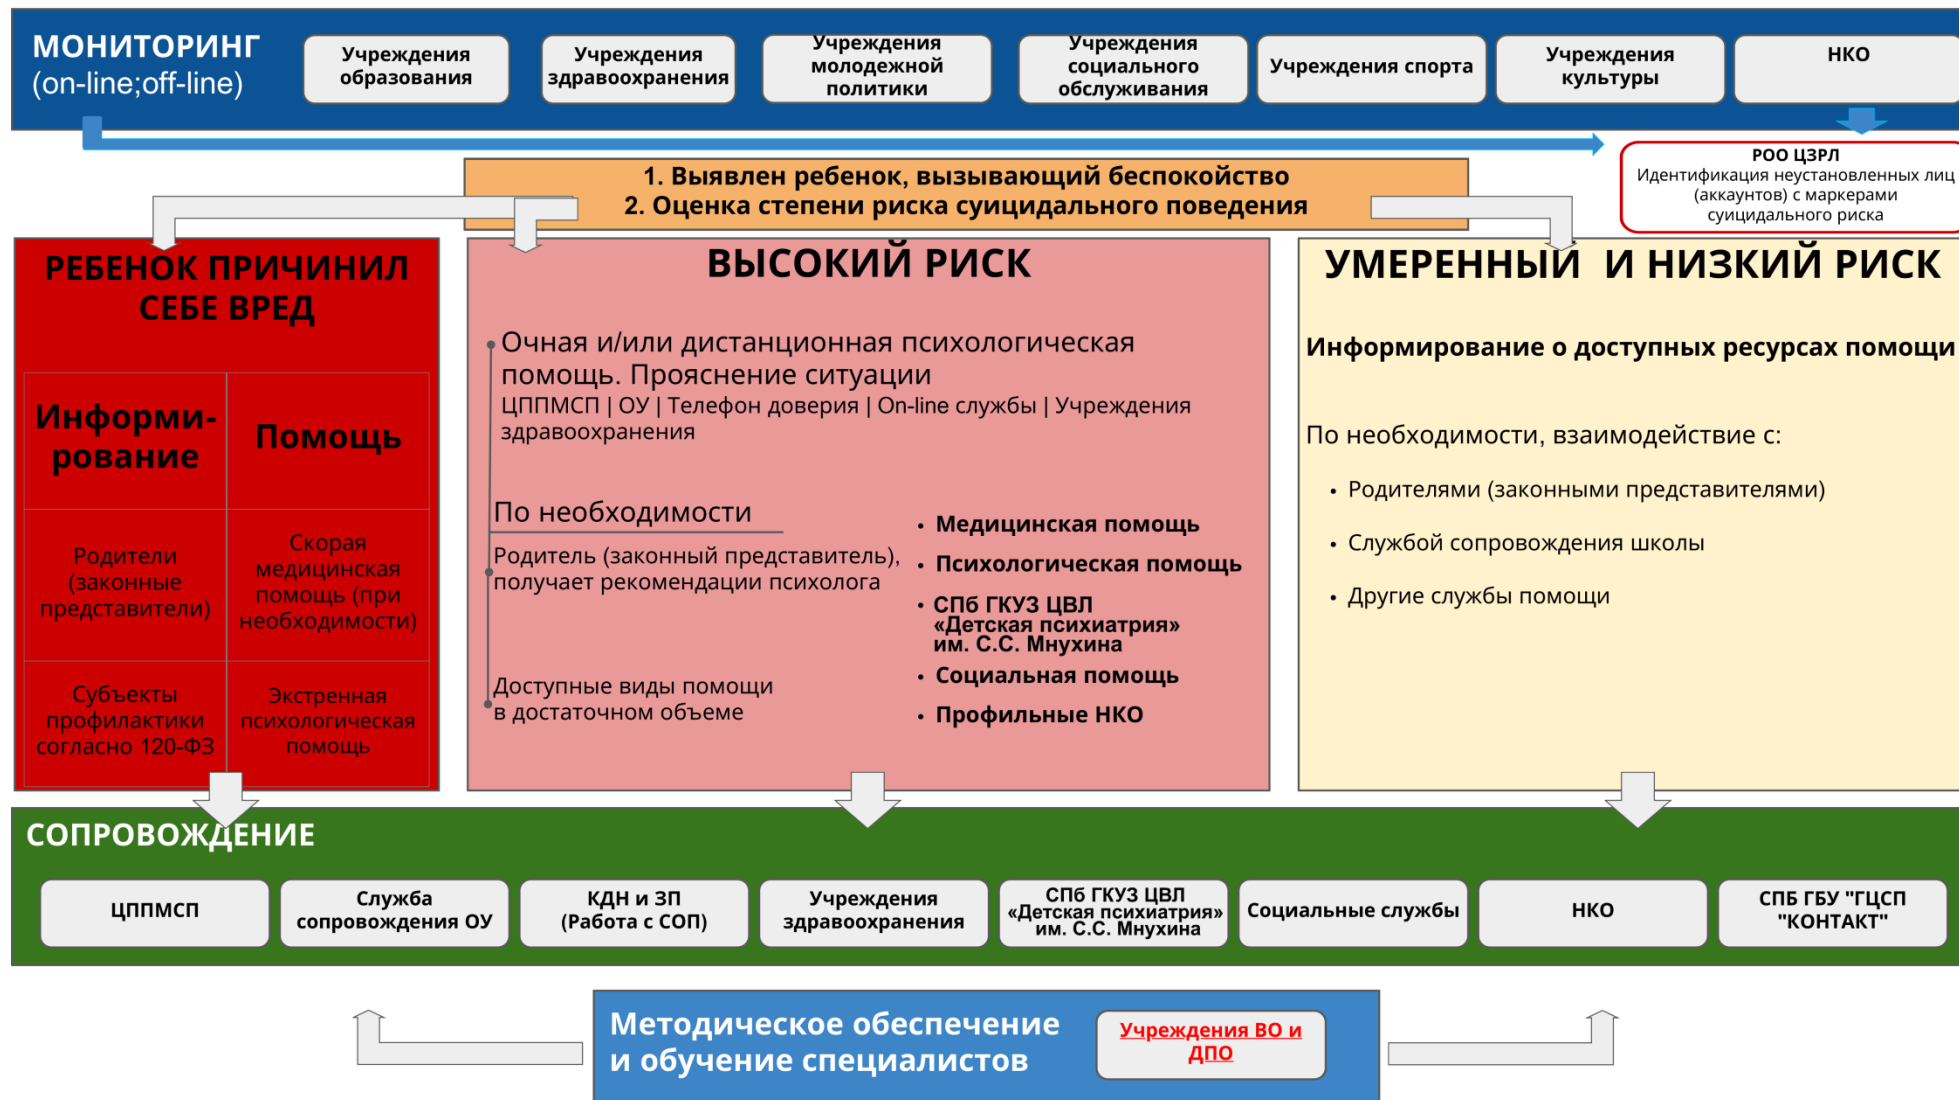 МОНИТОРИНГ
(on-line;off-line)
Учреждения
образования
Учреждения
здравоохранения
Учреждения
молодежной
политики
Учреждения
социального
обслуживания
Учреждения спорта
Учреждения
культуры
НКО
РОО ЦЗРЛ
Идентификация неустановленных лиц
(аккаунтов) с маркерами
суицидального риска
1. Выявлен ребенок, вызывающий беспокойство
2. Оценка степени риска суицидального поведения
РЕБЕНОК ПРИЧИНИЛ
СЕБЕ ВРЕД
Информи-
рование
Помощь
Родители
(законные
представители)
Скорая
медицинская
помощь (при
необходимости)
Субъекты
профилактики
согласно 120-ФЗ
Экстренная
психологическая
помощь
ВЫСОКИЙ РИСК
Очная и/или дистанционная психологическая
помощь. Прояснение ситуации
ЦППМСП | ОУ | Телефон доверия | On-line службы | Учреждения
здравоохранения
По необходимости
Родитель (законный представитель),
получает рекомендации психолога
Доступные виды помощи
в достаточном объеме
• Медицинская помощь
• Психологическая помощь
• СПб ГКУЗ ЦВЛ
«Детская психиатрия»
им. С.С. Мнухина
• Социальная помощь
• Профильные НКО
УМЕРЕННЫЙ И НИЗКИЙ РИСК
Информирование о доступных ресурсах помощи
По необходимости, взаимодействие с:
• Родителями (законными представителями)
• Службой сопровождения школы
• Другие службы помощи
СОПРОВОЖДЕНИЕ
ЦППМСП
Служба
сопровождения ОУ
КДН и ЗП
(Работа с СОП)
Учреждения
здравоохранения
СПб ГКУЗ ЦВЛ
«Детская психиатрия»
им. С.С. Мнухина
Социальные службы
НКО
СПБ ГБУ "ГЦСП
"КОНТАКТ"
Методическое обеспечение
и обучение специалистов
Учреждения ВО и
ДПО